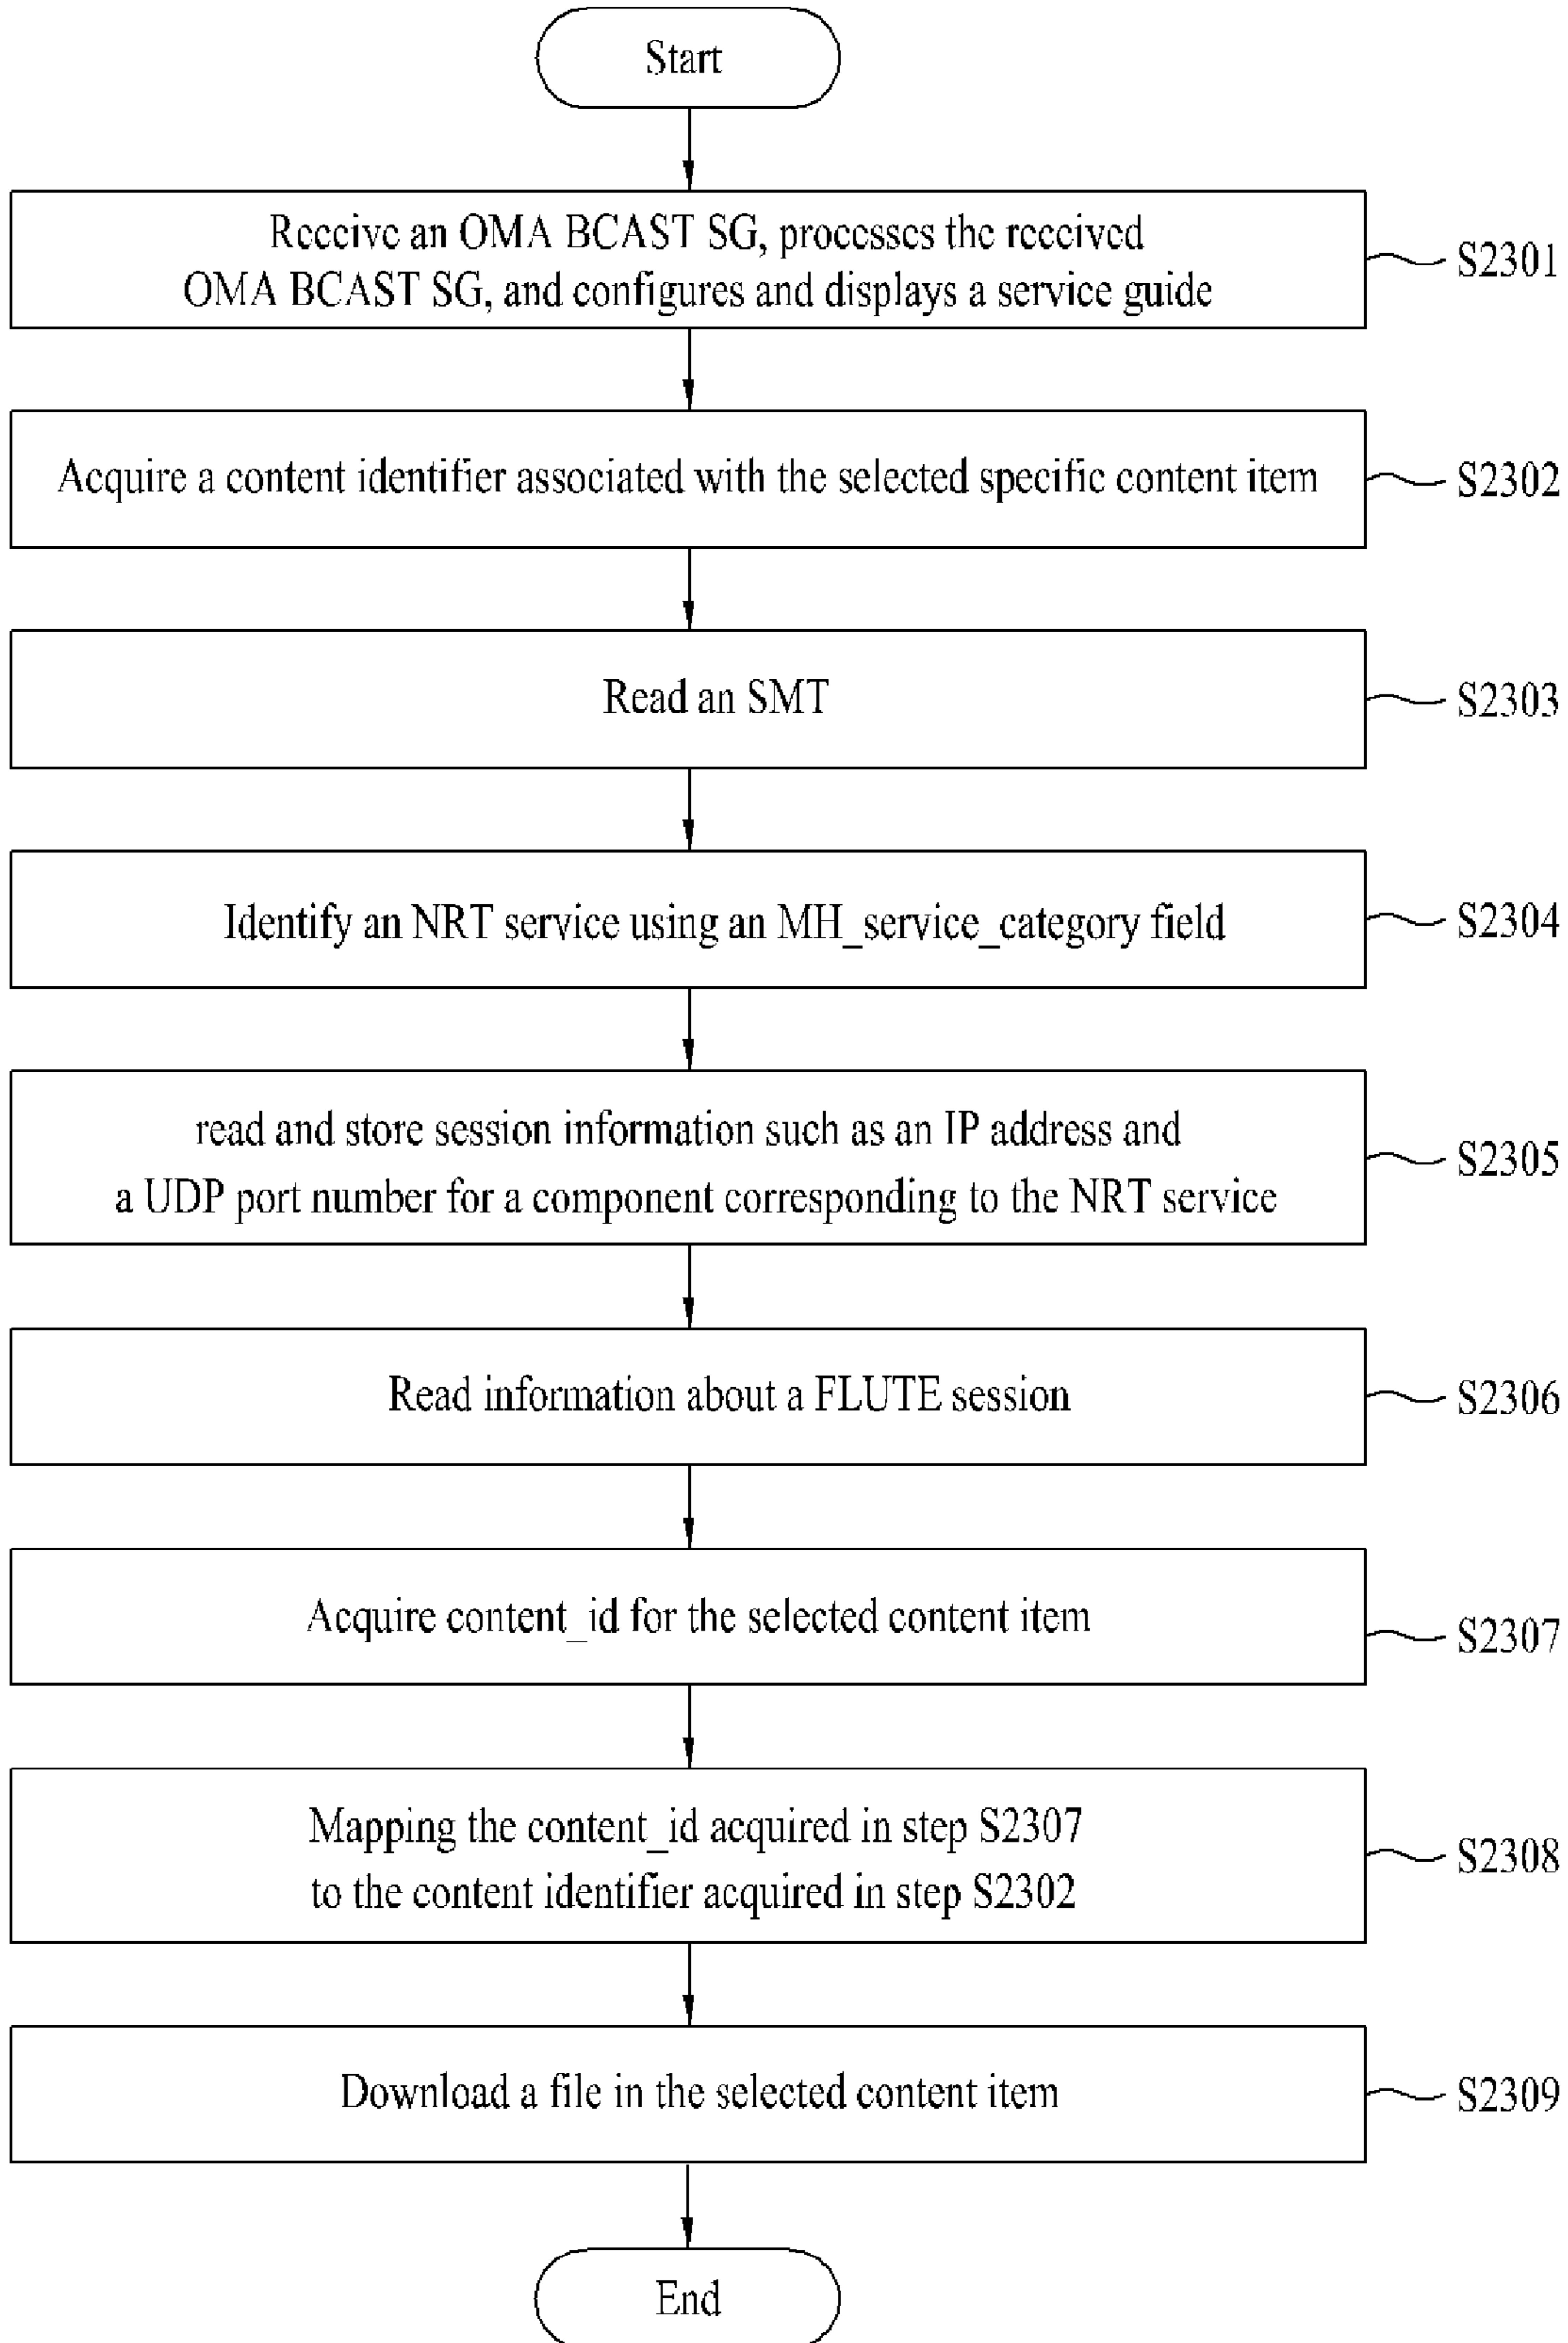 Start
Receive an OMA BCAST SG, processes the received
OMA BCAST SG, and configures and displays a service guide
S2301
Acquire a content identifier associated with the selected specific content item
S2302
Read an SMT
S2303
Identify an NRT service using an MH_service_category field
S2304
read and store session information such as an IP address and
a UDP port number for a component corresponding to the NRT service
S2305
Read information about a FLUTE session
S2306
Acquire content_id for the selected content item
S2307
Mapping the content_id acquired in step S2307
to the content identifier acquired in step S2302
S2308
Download a file in the selected content item
S2309
End